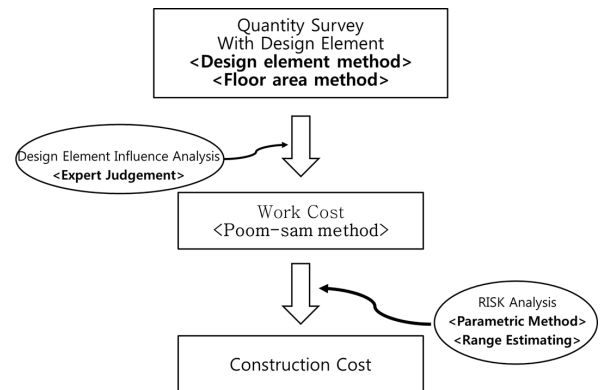 Quantity Survey
With Design Element
<Design element method>
<Floor area method>
Design Element Influence Analysis
<Expert Judgement>
Work Cost
<Poom-sam method>
RISK Analysis
<Parametric Method>
<Range Estimating>
Construction Cost